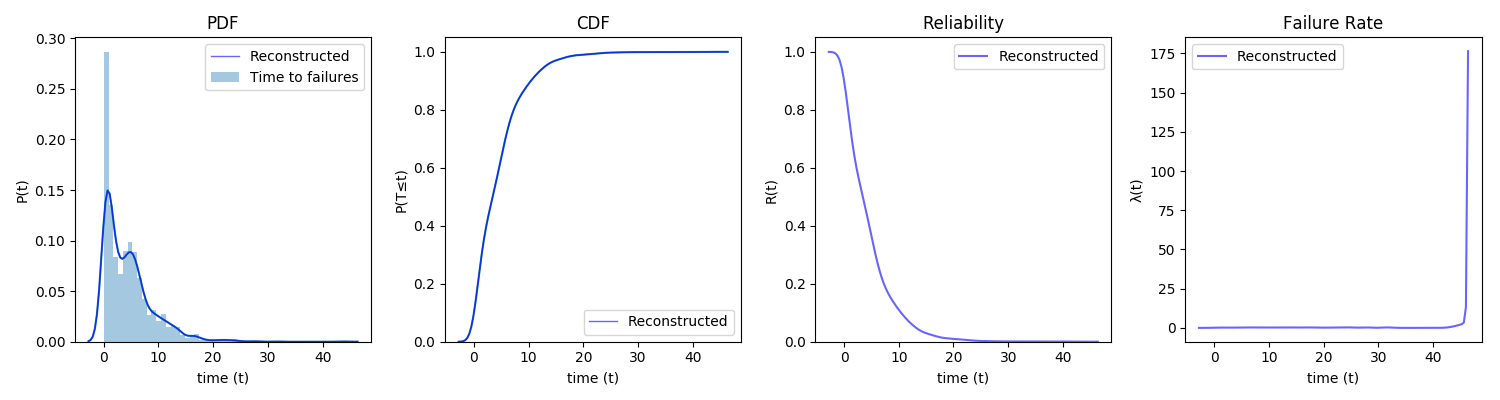 PDF
0.30
0.25
0.20
0.15
0.10
0.05
0.00
P(t)
Reconstructed
Time to failures
0 10 20 30 40
time (t)
CDF
1.0
0.8
0.6
0.4
0.2
0.0
P(T≤t)
Reconstructed
0 10 20 30 40
time (t)
Reliability
1.0
0.8
0.6
0.4
0.2
0.0
R(t)
Reconstructed
0 10 20 30 40
time (t)
Failure Rate
175
150
125
100
75
50
25
0
λ(t)
Reconstructed
0 10 20 30 40
time (t)